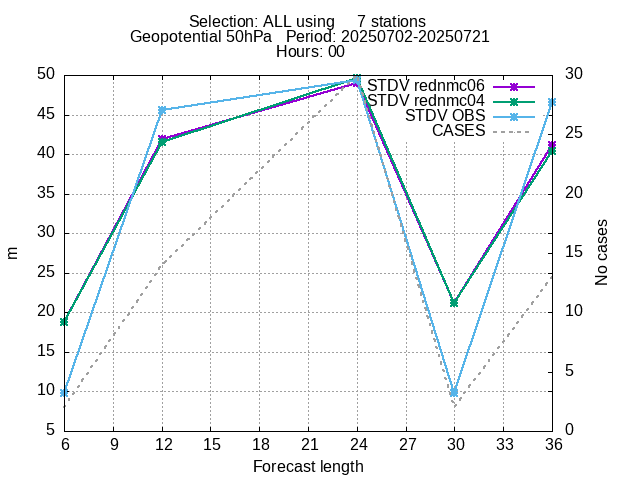 Selection: ALL using     7 stations
Geopotential 50hPa   Period: 20250702-20250721
Hours: 00
50
45
40
35
30
25
20
15
10
5
m
STDV rednmc06
STDV rednmc04
STDV OBS
CASES
30
25
20
15
10
5
0
No cases
6 9 12 15 18 21 24 27 30 33 36
Forecast length